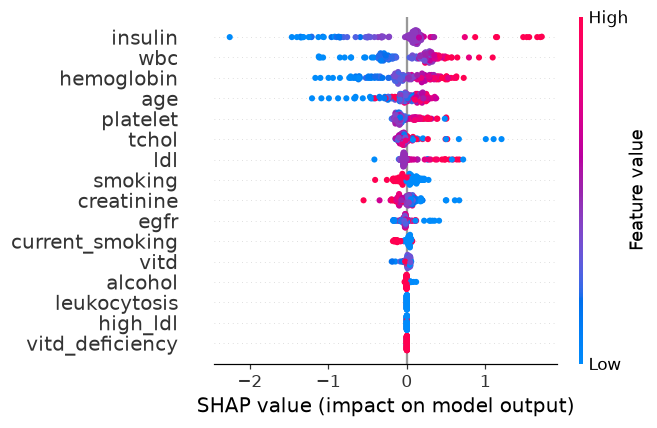 High
insulin
wbc
hemoglobin
age
platelet
tchol
ldl
smoking
creatinine
egfr
current_smoking
vitd
alcohol
leukocytosis
high_ldl
vitd_deficiency
Feature value
Low
−2 −1 0 1
SHAP value (impact on model output)